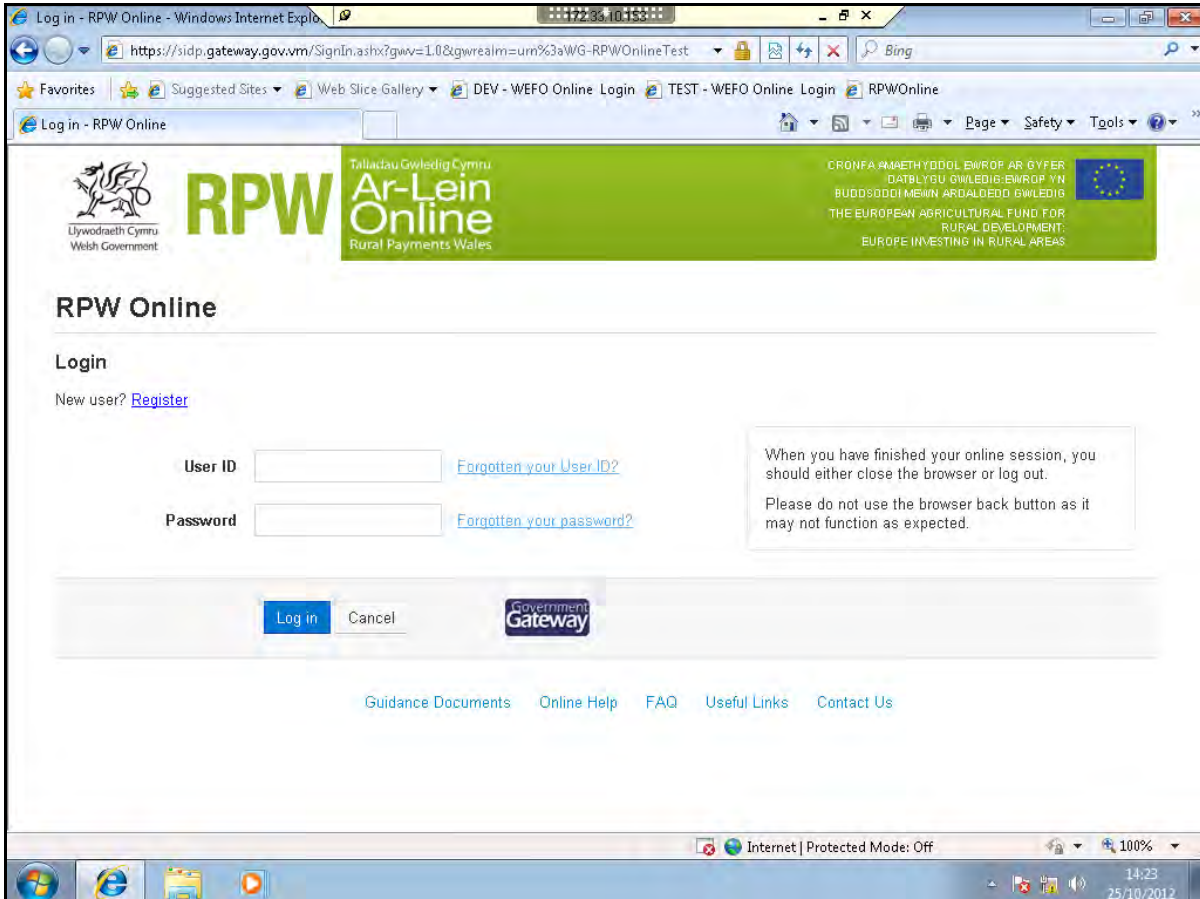 Log in - RPW Online - Windows Internet Explo
172.33.10.153
https://sidp.gateway.gov.vm/SignIn.ashx?gwv=1.0&gwrealm=urn%3aWG-RPWOnlineTest
Bing
Favorites Suggested Sites Web Slice Gallery DEV - WEFO Online Login TEST - WEFO Online Login RPWOnline
Log in - RPW Online
Page Safety Tools
Llywodraeth Cymru
Welsh Government
RPW
Taliadau Gwledig Cymru
Ar-Lein
Online
Rural Payments Wales
CRONFA AMAETHYDDOL EWROP AR GYFER
DATBLYGU GWLEDIG:EWROP YN
BUDDSODDI MEWN ARDALOEDD GWLEDIG
THE EUROPEAN AGRICULTURAL FUND FOR
RURAL DEVELOPMENT:
EUROPE INVESTING IN RURAL AREAS
RPW Online
Login
New user? Register
User ID
Forgotten your User ID?
Password
Forgotten your password?
When you have finished your online session, you
should either close the browser or log out.
Please do not use the browser back button as it
may not function as expected.
Log in
Cancel
Government
Gateway
Guidance Documents Online Help FAQ Useful Links Contact Us
Internet | Protected Mode: Off
100%
14:23
25/10/2012